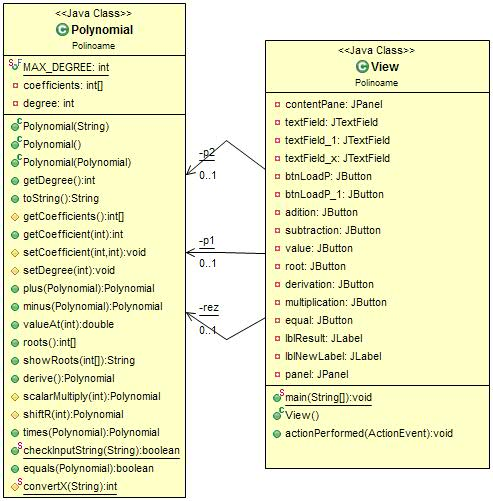 <<Java Class>>
Polynomial
Polinoame
MAX_DEGREE: int
coefficients: int[]
degree: int
Polynomial(String)
Polynomial()
Polynomial(Polynomial)
getDegree():int
toString():String
getCoefficients():int[]
getCoefficient(int):int
setCoefficient(int,int):void
setDegree(int):void
plus(Polynomial):Polynomial
minus(Polynomial):Polynomial
valueAt(int):double
roots():int[]
showRoots(int[]):String
derive():Polynomial
scalarMultiply(int):Polynomial
shiftR(int):Polynomial
times(Polynomial):Polynomial
checkInputString(String):boolean
equals(Polynomial):boolean
convertX(String):int
-p2
0..1
-p1
0..1
-rez
0..1
<<Java Class>>
View
Polinoame
contentPane: JPanel
textField: JTextField
textField_1: JTextField
textField_x: JTextField
btnLoadP: JButton
btnLoadP_1: JButton
adition: JButton
subtraction: JButton
value: JButton
root: JButton
derivation: JButton
multiplication: JButton
equal: JButton
lblResult: JLabel
lblNewLabel: JLabel
panel: JPanel
main(String[]):void
View()
actionPerformed(ActionEvent):void